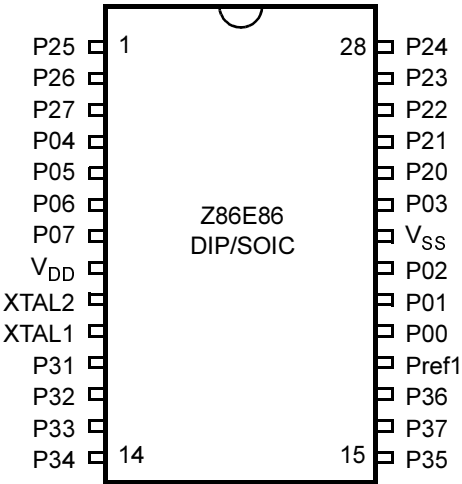 P25 1 28 P24
P26 P23
P27 P22
P04 P21
P05 P20
P06 P03
Z86E86
P07 VSS
DIP/SOIC
VDD P02
XTAL2 P01
XTAL1 P00
P31 Pref1
P32 P36
P33 P37
P34 14 15 P35